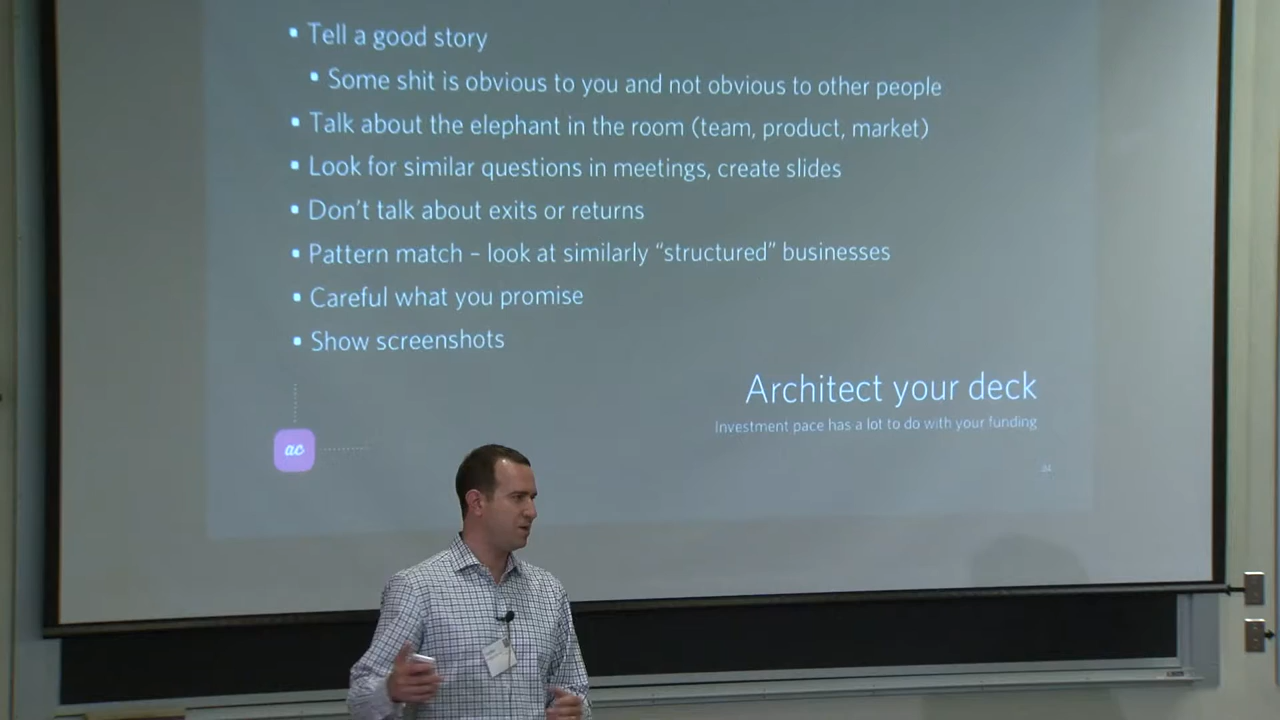 ▪ Tell a good story
▪ Some shit is obvious to you and not obvious to other people
▪ Talk about the elephant in the room (team, product, market)
▪ Look for similar questions in meetings, create slides
▪ Don't talk about exits or returns
▪ Pattern match – look at similarly “structured” businesses
▪ Careful what you promise
▪ Show screenshots
Architect your deck
Investment pace has a lot to do with your funding
ac